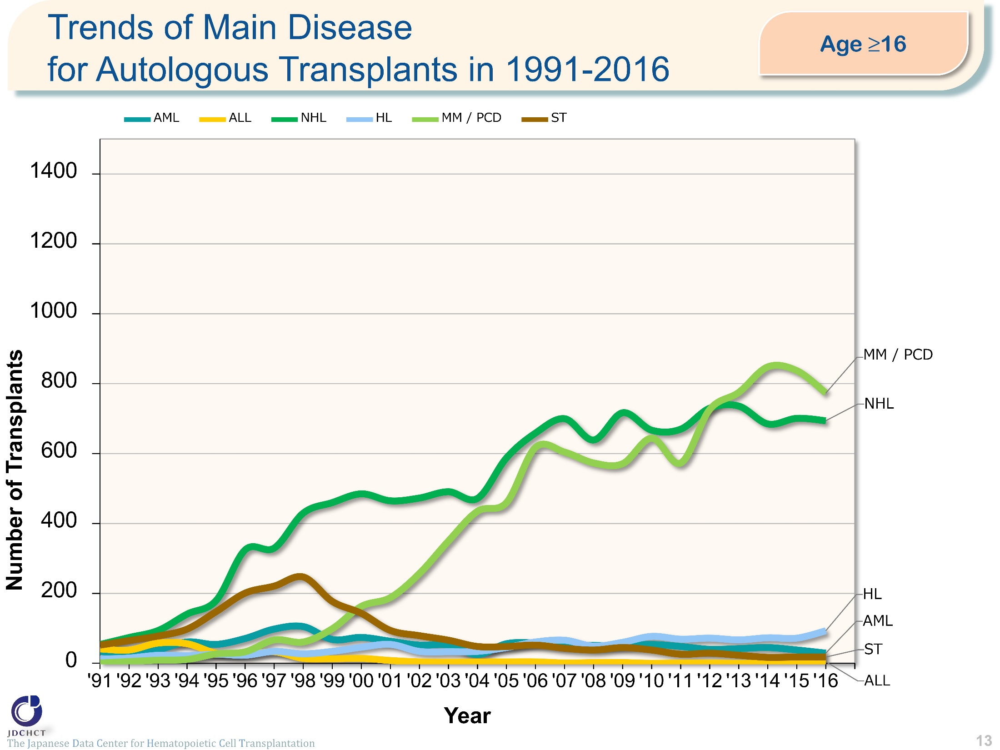 Trends of Main Disease
for Autologous Transplants in 1991-2016
Age ≥16
AML ALL NHL HL MM / PCD ST
1400
1200
1000
800
600
400
200
0
Number of Transplants
MM / PCD
NHL
HL
AML
ST
ALL
'91 '92 '93 '94 '95 '96 '97 '98 '99 '00 '01 '02 '03 '04 '05 '06 '07 '08 '09 '10 '11 '12 '13 '14 '15 '16
Year
JDCHCT
The Japanese Data Center for Hematopoietic Cell Transplantation
13